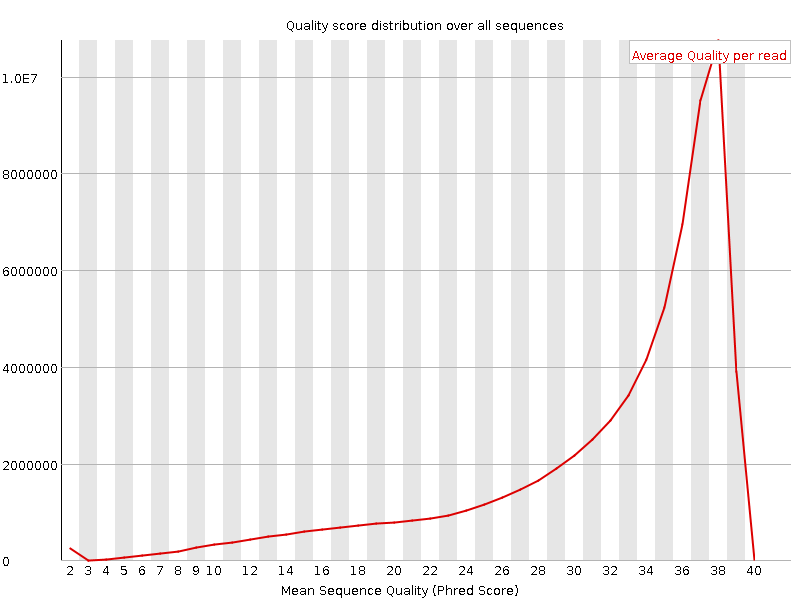 Quality score distribution over all sequences
Average Quality per read
1.0E7
8000000
6000000
4000000
2000000
0
2 3 4 5 6 7 8 9 10 12 14 16 18 20 22 24 26 28 30 32 34 36 38 40
Mean Sequence Quality (Phred Score)